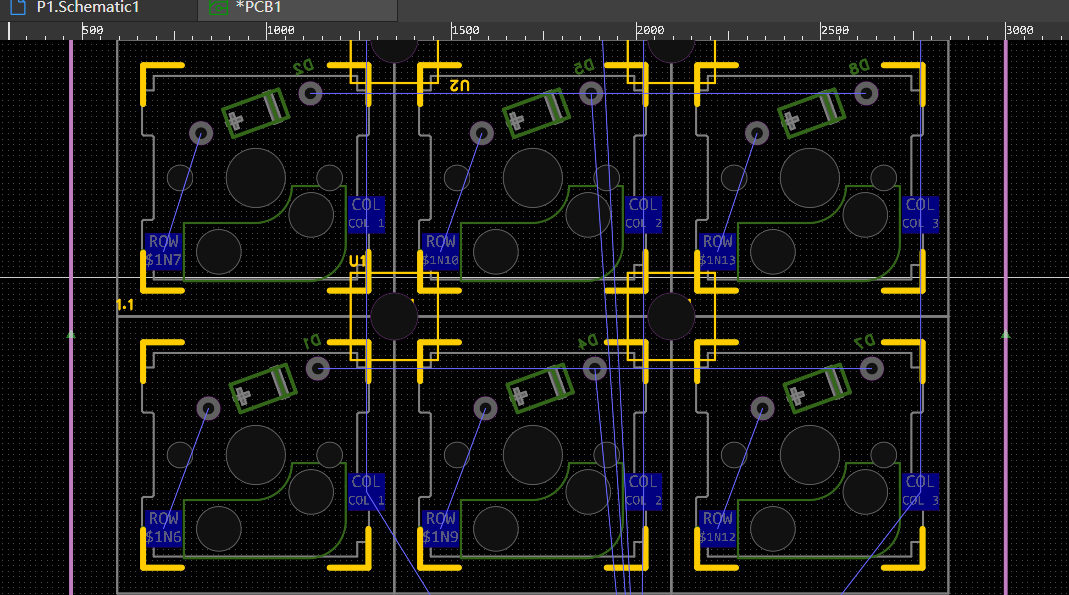 P1.Schematic1
*PCB1
500
1000
1500
2000
2500
3000
D2
D5
D8
U2
COL
COL 1
COL
COL 2
COL
COL 3
ROW
$1N7
ROW
$1N10
ROW
$1N13
U1
1.1
D1
D4
D7
COL
COL 1
COL
COL 2
COL
COL 3
ROW
$1N6
ROW
$1N9
ROW
$1N12